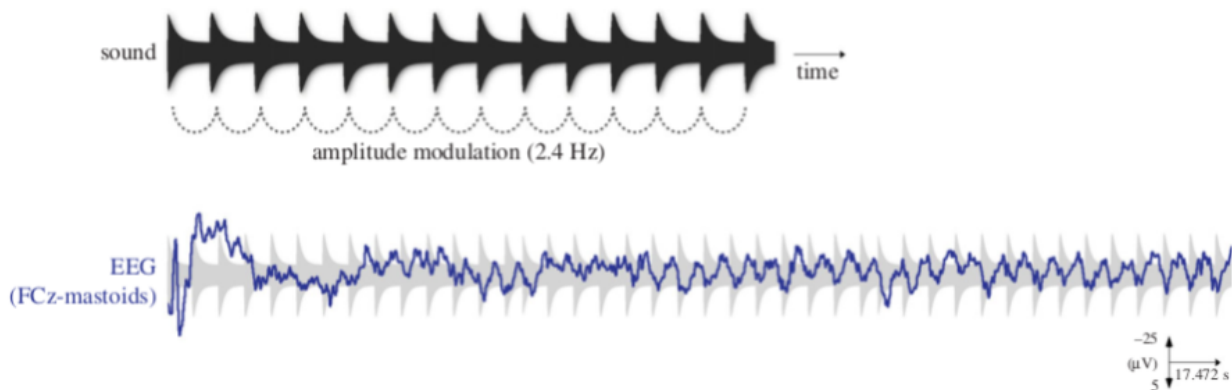 sound
time
amplitude modulation (2.4 Hz)
EEG
(FCz-mastoids)
−25
(μV)
17.472 s
5